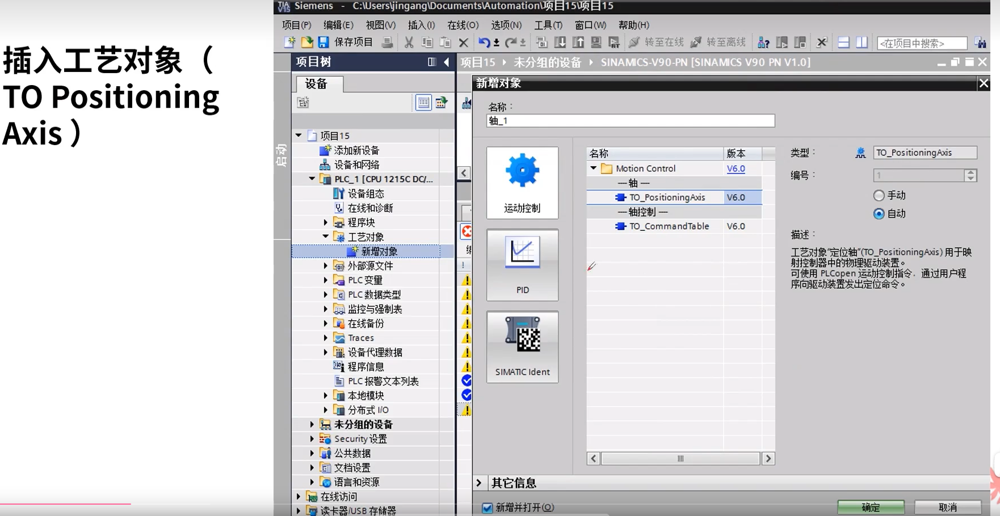 插入工艺对象（
TO Positioning
Axis ）
TIA
V15
Siemens - C:\Users\jingang\Documents\Automation\项目15\项目15
项目(P) 编辑(E) 视图(V) 插入(I) 在线(O) 选项(N) 工具(T) 窗口(W) 帮助(H)
保存项目 转至在线 转至离线 <在项目中搜索>
项目树
项目15 未分组的设备 SINAMICS-V90-PN [SINAMICS V90 PN V1.0]
设备
启动
项目15
添加新设备
设备和网络
PLC_1 [CPU 1215C DC/...
设备组态
在线和诊断
程序块
工艺对象
新增对象
外部源文件
PLC 变量
PLC 数据类型
监控与强制表
在线备份
Traces
设备代理数据
程序信息
PLC 报警文本列表
本地模块
分布式 I/O
未分组的设备
Security 设置
公共数据
文档设置
语言和资源
在线访问
读卡器/USB 存储器
新增对象
名称：
轴_1
运动控制
PID
SIMATIC Ident
名称 版本
Motion Control V6.0
轴
TO_PositioningAxis V6.0
轴控制
TO_CommandTable V6.0
类型： TO_PositioningAxis
编号： 1
手动
自动
描述：
工艺对象“定位轴”(TO_PositioningAxis) 用于映
射控制器中的物理驱动装置。
可使用 PLCopen 运动控制指令，通过用户程
序向驱动装置发出定位命令。
其它信息
新增并打开(O)
确定 取消